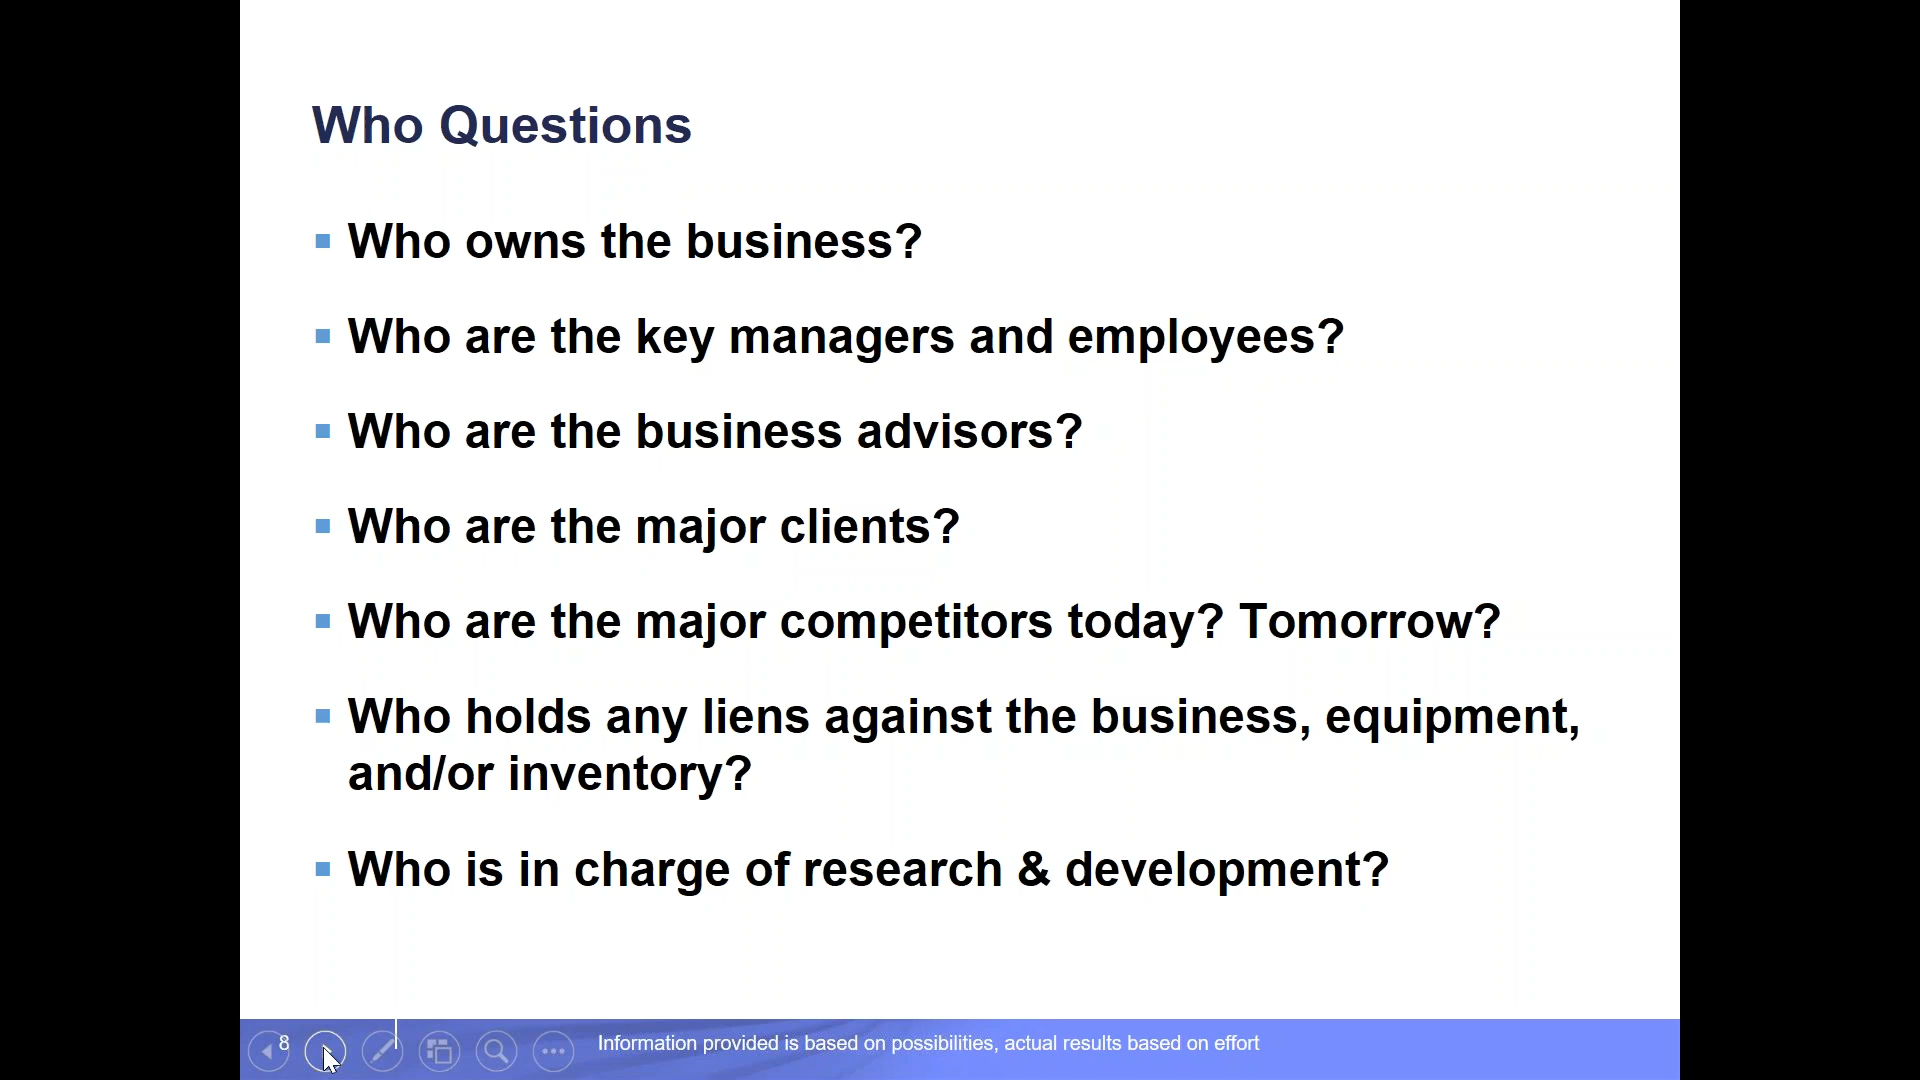 Who Questions
Who owns the business?
Who are the key managers and employees?
Who are the business advisors?
Who are the major clients?
Who are the major competitors today? Tomorrow?
Who holds any liens against the business, equipment,
and/or inventory?
Who is in charge of research & development?
8
Information provided is based on possibilities, actual results based on effort